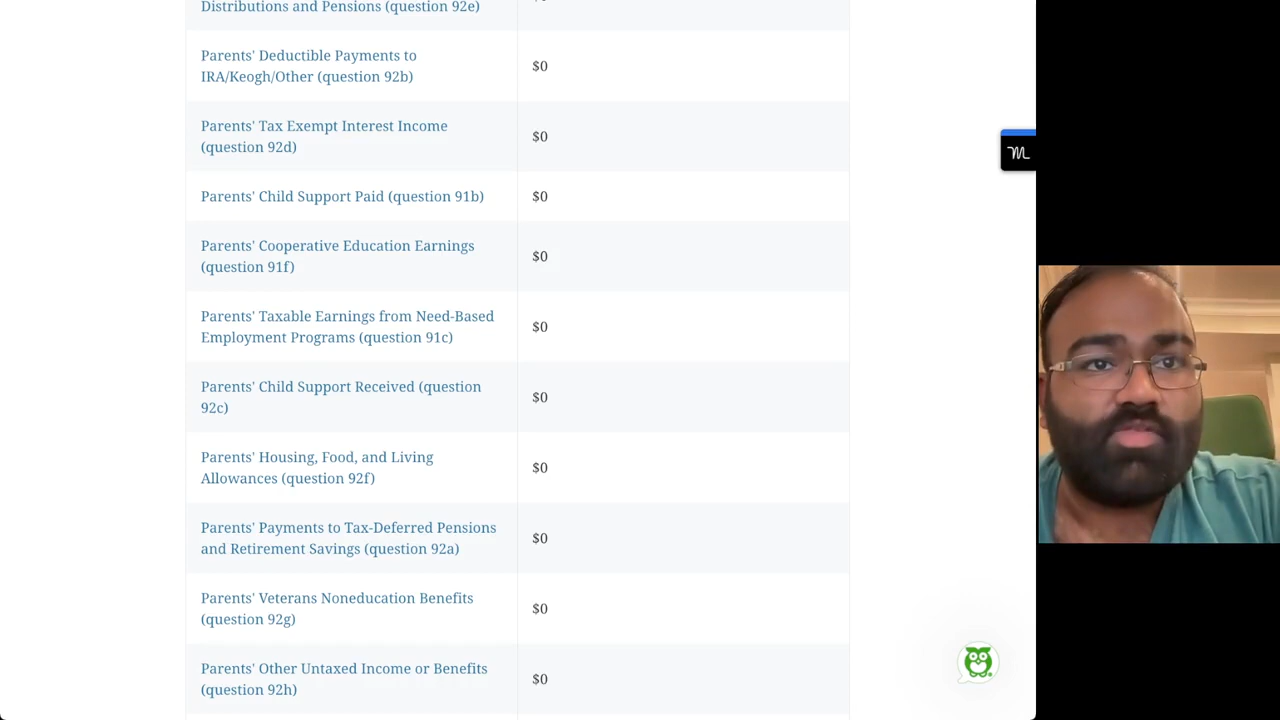 Distributions and Pensions (question 92e)
Parents' Deductible Payments to
IRA/Keogh/Other (question 92b)
$0
Parents' Tax Exempt Interest Income
(question 92d)
$0
Parents' Child Support Paid (question 91b)
$0
Parents' Cooperative Education Earnings
(question 91f)
$0
Parents' Taxable Earnings from Need-Based
Employment Programs (question 91c)
$0
Parents' Child Support Received (question
92c)
$0
Parents' Housing, Food, and Living
Allowances (question 92f)
$0
Parents' Payments to Tax-Deferred Pensions
and Retirement Savings (question 92a)
$0
Parents' Veterans Noneducation Benefits
(question 92g)
$0
Parents' Other Untaxed Income or Benefits
(question 92h)
$0